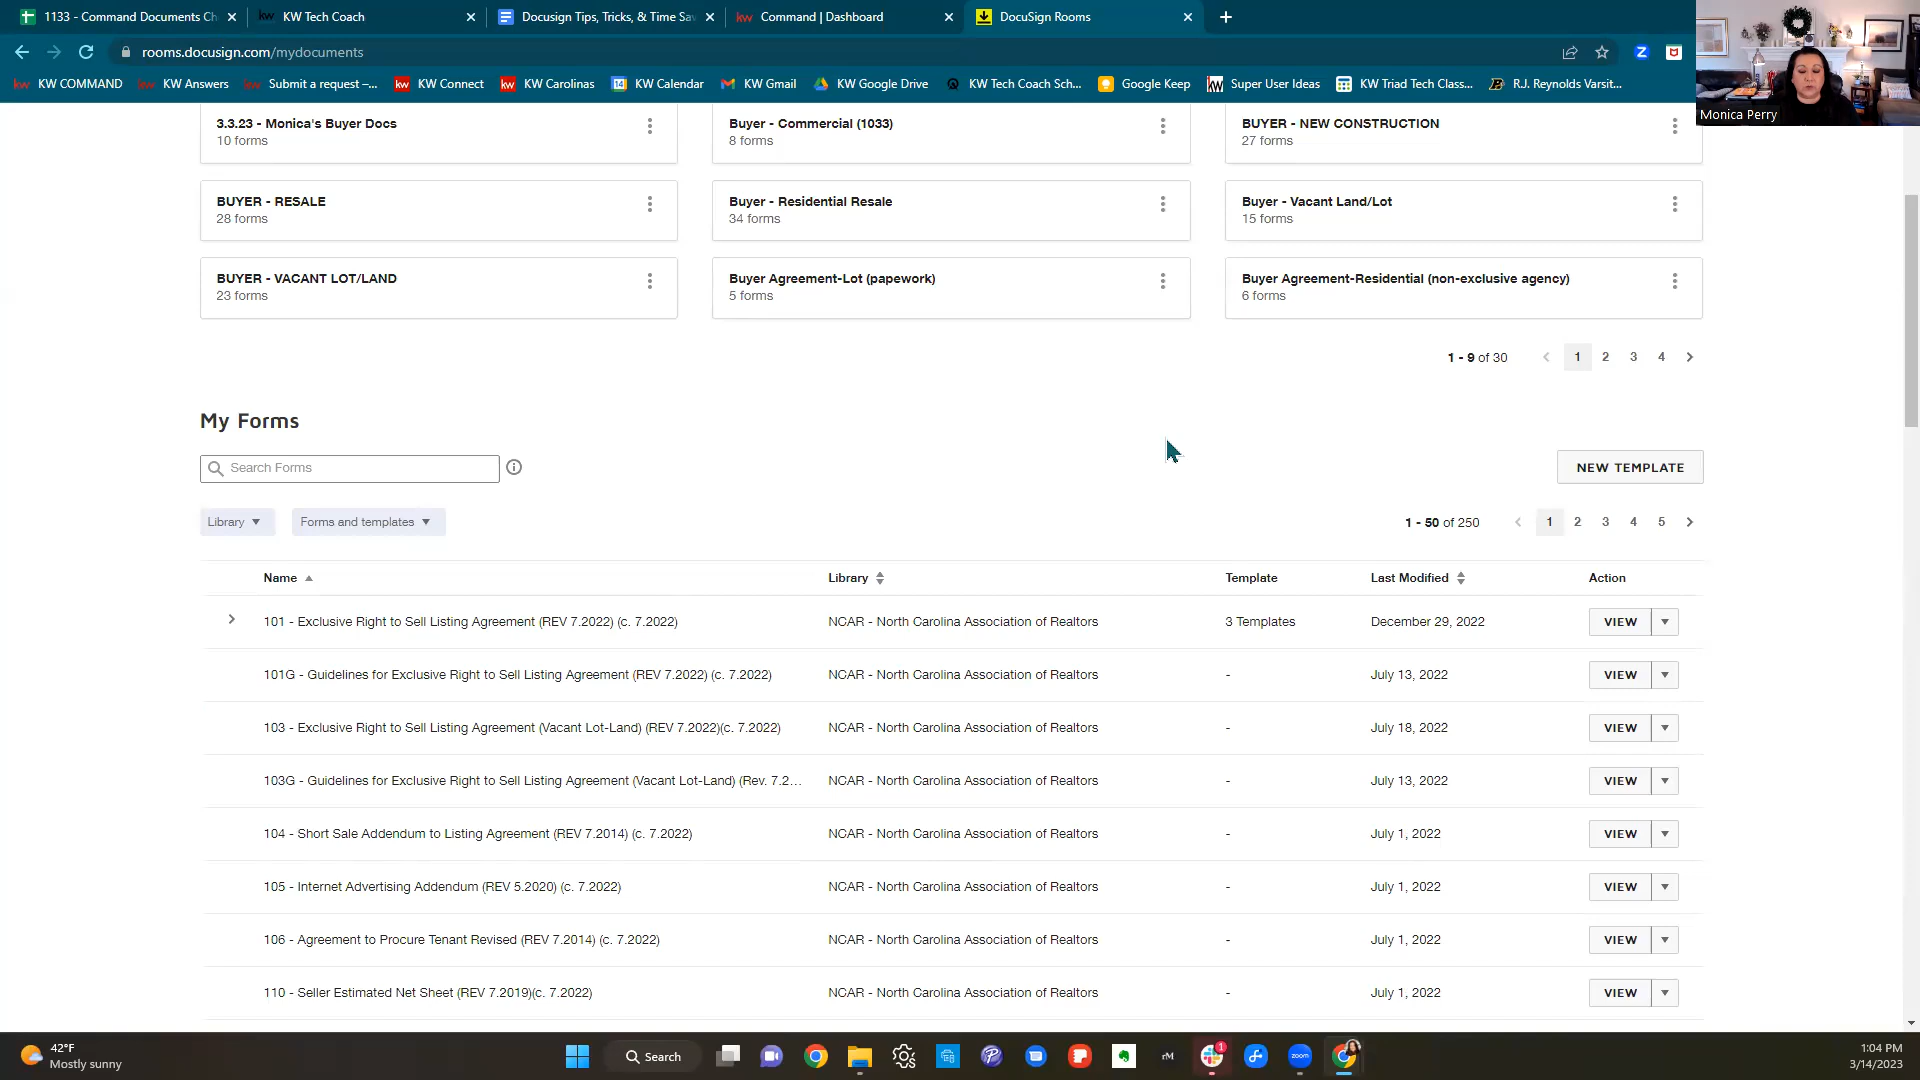 1133 - Command Documents Ch
KW Tech Coach
Docusign Tips, Tricks, & Time Sa
Command | Dashboard
DocuSign Rooms
rooms.docusign.com/mydocuments
KW COMMAND
KW Answers
Submit a request –...
KW Connect
KW Carolinas
KW Calendar
KW Gmail
KW Google Drive
KW Tech Coach Sch...
Google Keep
Super User Ideas
KW Triad Tech Class...
R.J. Reynolds Varsit...
Monica Perry
3.3.23 - Monica's Buyer Docs
10 forms
Buyer - Commercial (1033)
8 forms
BUYER - NEW CONSTRUCTION
27 forms
BUYER - RESALE
28 forms
Buyer - Residential Resale
34 forms
Buyer - Vacant Land/Lot
15 forms
BUYER - VACANT LOT/LAND
23 forms
Buyer Agreement-Lot (papework)
5 forms
Buyer Agreement-Residential (non-exclusive agency)
6 forms
1 - 9 of 30 1 2 3 4
My Forms
Search Forms
NEW TEMPLATE
Library
Forms and templates
1 - 50 of 250 1 2 3 4 5
Name Library Template Last Modified Action
101 - Exclusive Right to Sell Listing Agreement (REV 7.2022) (c. 7.2022) NCAR - North Carolina Association of Realtors 3 Templates December 29, 2022 VIEW
101G - Guidelines for Exclusive Right to Sell Listing Agreement (REV 7.2022) (c. 7.2022) NCAR - North Carolina Association of Realtors - July 13, 2022 VIEW
103 - Exclusive Right to Sell Listing Agreement (Vacant Lot-Land) (REV 7.2022)(c. 7.2022) NCAR - North Carolina Association of Realtors - July 18, 2022 VIEW
103G - Guidelines for Exclusive Right to Sell Listing Agreement (Vacant Lot-Land) (Rev. 7.2... NCAR - North Carolina Association of Realtors - July 13, 2022 VIEW
104 - Short Sale Addendum to Listing Agreement (REV 7.2014) (c. 7.2022) NCAR - North Carolina Association of Realtors - July 1, 2022 VIEW
105 - Internet Advertising Addendum (REV 5.2020) (c. 7.2022) NCAR - North Carolina Association of Realtors - July 1, 2022 VIEW
106 - Agreement to Procure Tenant Revised (REV 7.2014) (c. 7.2022) NCAR - North Carolina Association of Realtors - July 1, 2022 VIEW
110 - Seller Estimated Net Sheet (REV 7.2019)(c. 7.2022) NCAR - North Carolina Association of Realtors - July 1, 2022 VIEW
42°F
Mostly sunny
Search
rM
zoom
1
1:04 PM
3/14/2023